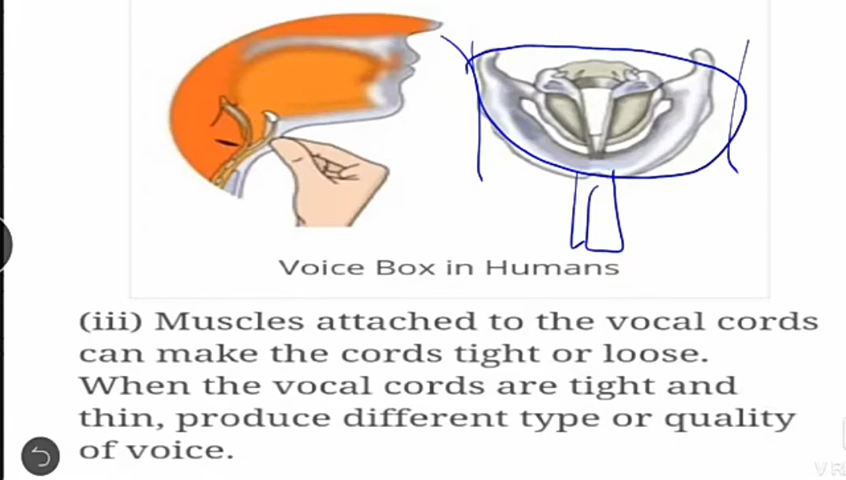 Voice Box in Humans
(iii) Muscles attached to the vocal cords
can make the cords tight or loose.
When the vocal cords are tight and
thin, produce different type or quality
of voice.